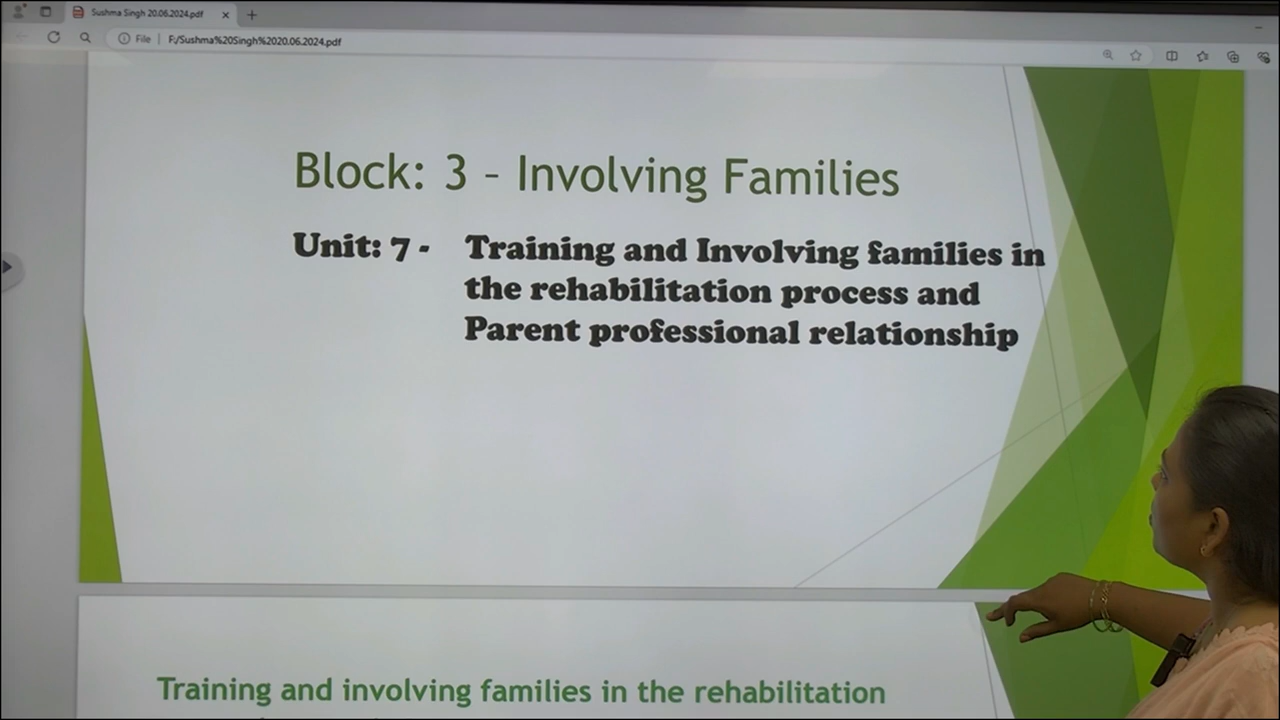 Sushma Singh 20.06.2024.pdf
File
F:/Sushma%20Singh%2020.06.2024.pdf
Block: 3 – Involving Families
Unit: 7 - Training and Involving families in
the rehabilitation process and
Parent professional relationship
Training and involving families in the rehabilitation